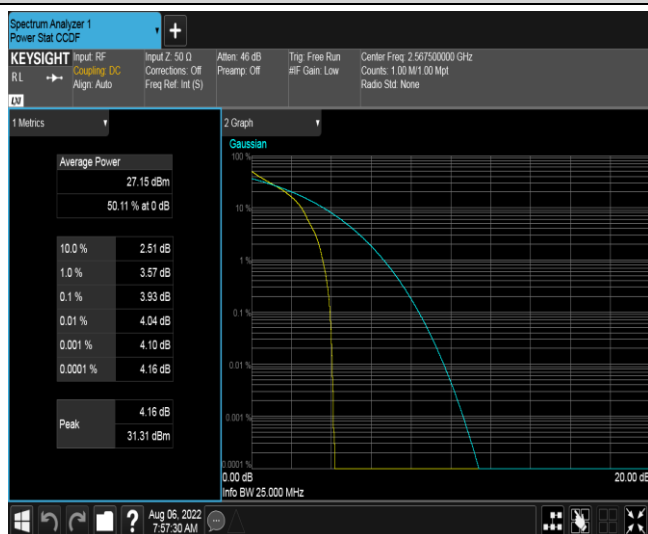 Spectrum Analyzer 1
Power Stat CCDF
+
KEYSIGHT
RL
LXI
Input: RF
Coupling: DC
Align: Auto
Input Z: 50 Ω
Corrections: Off
Freq Ref: Int (S)
Atten: 46 dB
Preamp: Off
Trig: Free Run
#IF Gain: Low
Center Freq: 2.567500000 GHz
Counts: 1.00 M/1.00 Mpt
Radio Std: None
1 Metrics
Average Power
27.15 dBm
50.11 % at 0 dB
10.0 % 2.51 dB
1.0 % 3.57 dB
0.1 % 3.93 dB
0.01 % 4.04 dB
0.001 % 4.10 dB
0.0001 % 4.16 dB
Peak
4.16 dB
31.31 dBm
2 Graph
Gaussian
100 %
10 %
1 %
0.1 %
0.01 %
0.001 %
0.0001 %
0.00 dB 20.00 dB
Info BW 25.000 MHz
?
Aug 06, 2022
7:57:30 AM